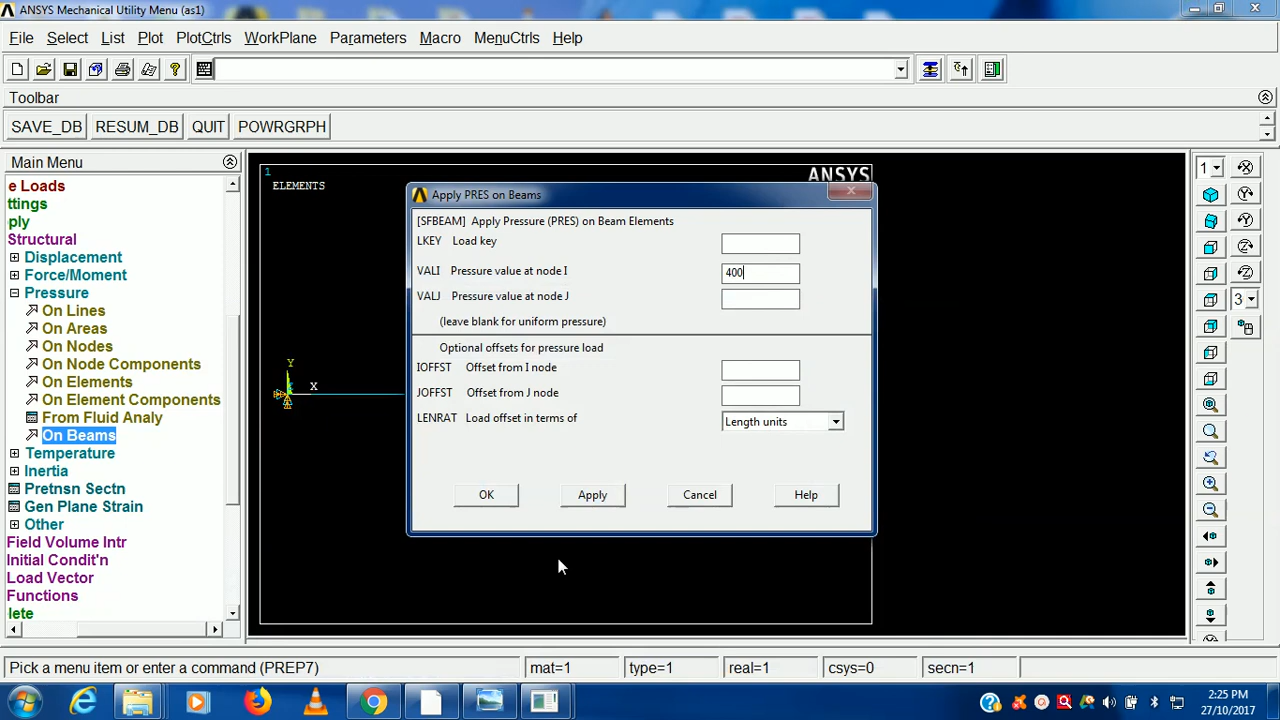 ANSYS Mechanical Utility Menu (as1)
File Select List Plot PlotCtrls WorkPlane Parameters Macro MenuCtrls Help
Toolbar
SAVE_DB RESUM_DB QUIT POWRGRPH
Main Menu
e Loads
ttings
ply
Structural
Displacement
Force/Moment
Pressure
On Lines
On Areas
On Nodes
On Node Components
On Elements
On Element Components
From Fluid Analy
On Beams
Temperature
Inertia
Pretnsn Sectn
Gen Plane Strain
Other
Field Volume Intr
Initial Condit'n
Load Vector
Functions
lete
1
ELEMENTS
ANSYS
Y
X
Apply PRES on Beams
[SFBEAM] Apply Pressure (PRES) on Beam Elements
LKEY Load key
VALI Pressure value at node I 400
VALJ Pressure value at node J
(leave blank for uniform pressure)
Optional offsets for pressure load
IOFFST Offset from I node
JOFFST Offset from J node
LENRAT Load offset in terms of Length units
OK Apply Cancel Help
1
3
Pick a menu item or enter a command (PREP7) mat=1 type=1 real=1 csys=0 secn=1
2:25 PM
27/10/2017